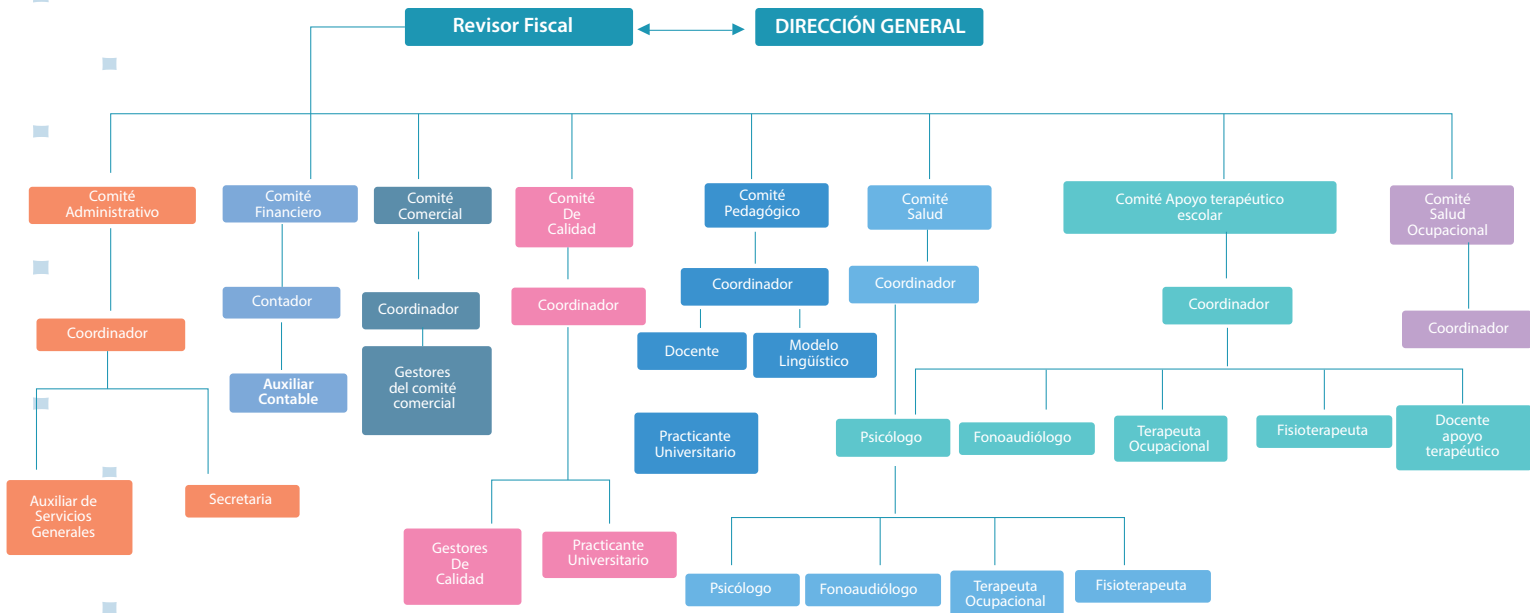 Revisor Fiscal
DIRECCIÓN GENERAL
Comité
Administrativo
Comité
Financiero
Comité
Comercial
Comité
De
Calidad
Comité
Pedagógico
Comité
Salud
Comité Apoyo terapéutico
escolar
Comité
Salud
Ocupacional
Coordinador
Contador
Coordinador
Coordinador
Coordinador
Coordinador
Coordinador
Coordinador
Docente
Modelo
Lingüístico
Auxiliar
Contable
Gestores
del comité
comercial
Practicante
Universitario
Psicólogo
Fonoaudiólogo
Terapeuta
Ocupacional
Fisioterapeuta
Docente
apoyo
terapéutico
Auxiliar de
Servicios
Generales
Secretaria
Gestores
De
Calidad
Practicante
Universitario
Psicólogo
Fonoaudiólogo
Terapeuta
Ocupacional
Fisioterapeuta